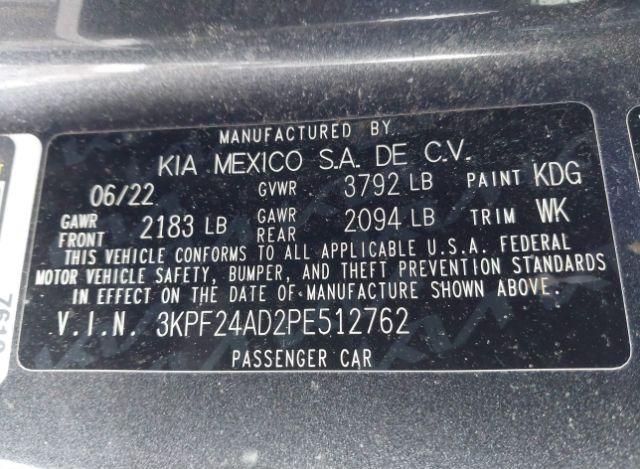 MANUFACTURED BY
KIA MEXICO S.A. DE C.V.
06/22 GVWR 3792 LB PAINT KDG
GAWR FRONT 2183 LB GAWR REAR 2094 LB TRIM WK
THIS VEHICLE CONFORMS TO ALL APPLICABLE U.S.A. FEDERAL
MOTOR VEHICLE SAFETY, BUMPER, AND THEFT PREVENTION STANDARDS
IN EFFECT ON THE DATE OF MANUFACTURE SHOWN ABOVE.
V.I.N. 3KPF24AD2PE512762
PASSENGER CAR